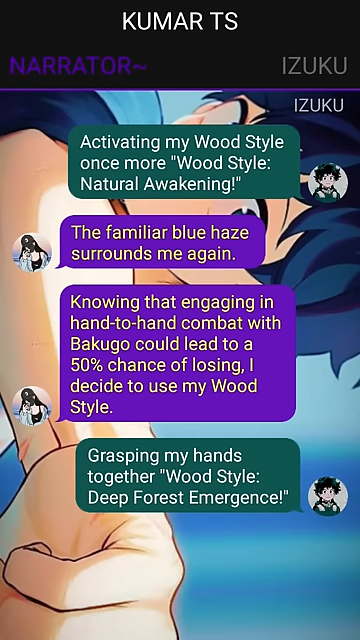 KUMAR TS
NARRATOR~
IZUKU
IZUKU
Activating my Wood Style
once more "Wood Style:
Natural Awakening!"
The familiar blue haze
surrounds me again.
Knowing that engaging in
hand-to-hand combat with
Bakugo could lead to a
50% chance of losing, I
decide to use my Wood
Style.
Grasping my hands
together "Wood Style:
Deep Forest Emergence!"